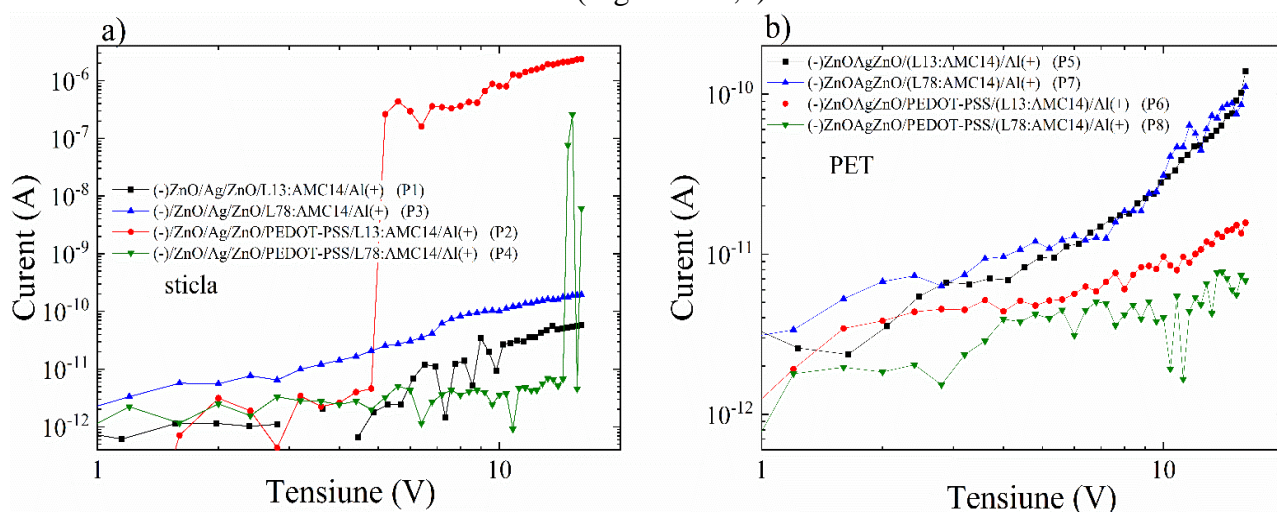 a)
10-6
10-7
10-8
10-9
10-10
10-11
10-12
Curent (A)
(-)ZnO/Ag/ZnO/L13:AMC14/Al(+) (P1)
(-)/ZnO/Ag/ZnO/L78:AMC14/Al(+) (P3)
(-)/ZnO/Ag/ZnO/PEDOT-PSS/L13:AMC14/Al(+) (P2)
(-)/ZnO/Ag/ZnO/PEDOT-PSS/L78:AMC14/Al(+) (P4)
sticla
1
10
Tensiune (V)
b)
(-)ZnOAgZnO/(L13:AMC14)/Al(+) (P5)
(-)ZnOAgZnO/(L78:AMC14)/Al(+) (P7)
(-)ZnOAgZnO/PEDOT-PSS/(L13:AMC14)/Al(+) (P6)
(-)ZnOAgZnO/PEDOT-PSS/(L78:AMC14)/Al(+) (P8)
PET
10-10
10-11
10-12
Curent (A)
1
10
Tensiune (V)